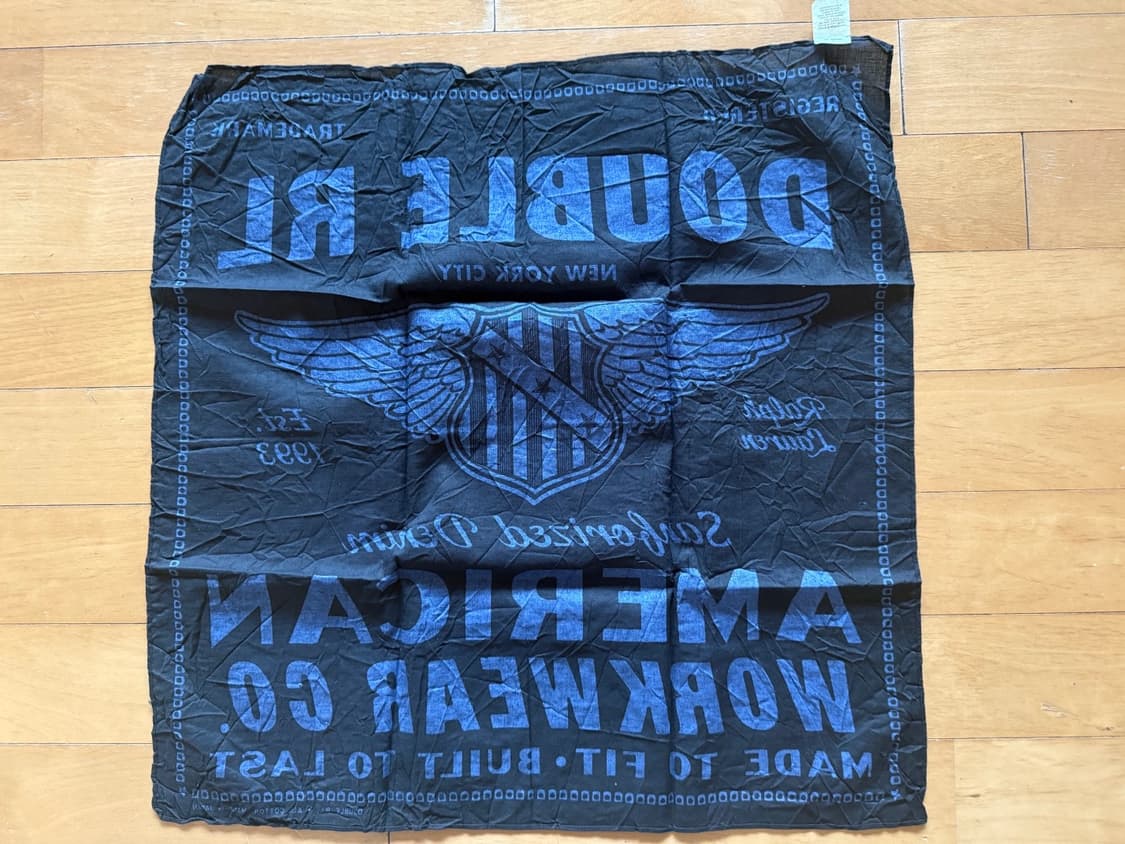 REGISTERED TRADEMARK
DOUBLE RL
NEW YORK CITY
Ralph
Lauren
Est.
1993
Sanforized Denim
AMERICAN
WORKWEAR CO.
MADE TO FIT • BUILT TO LAST